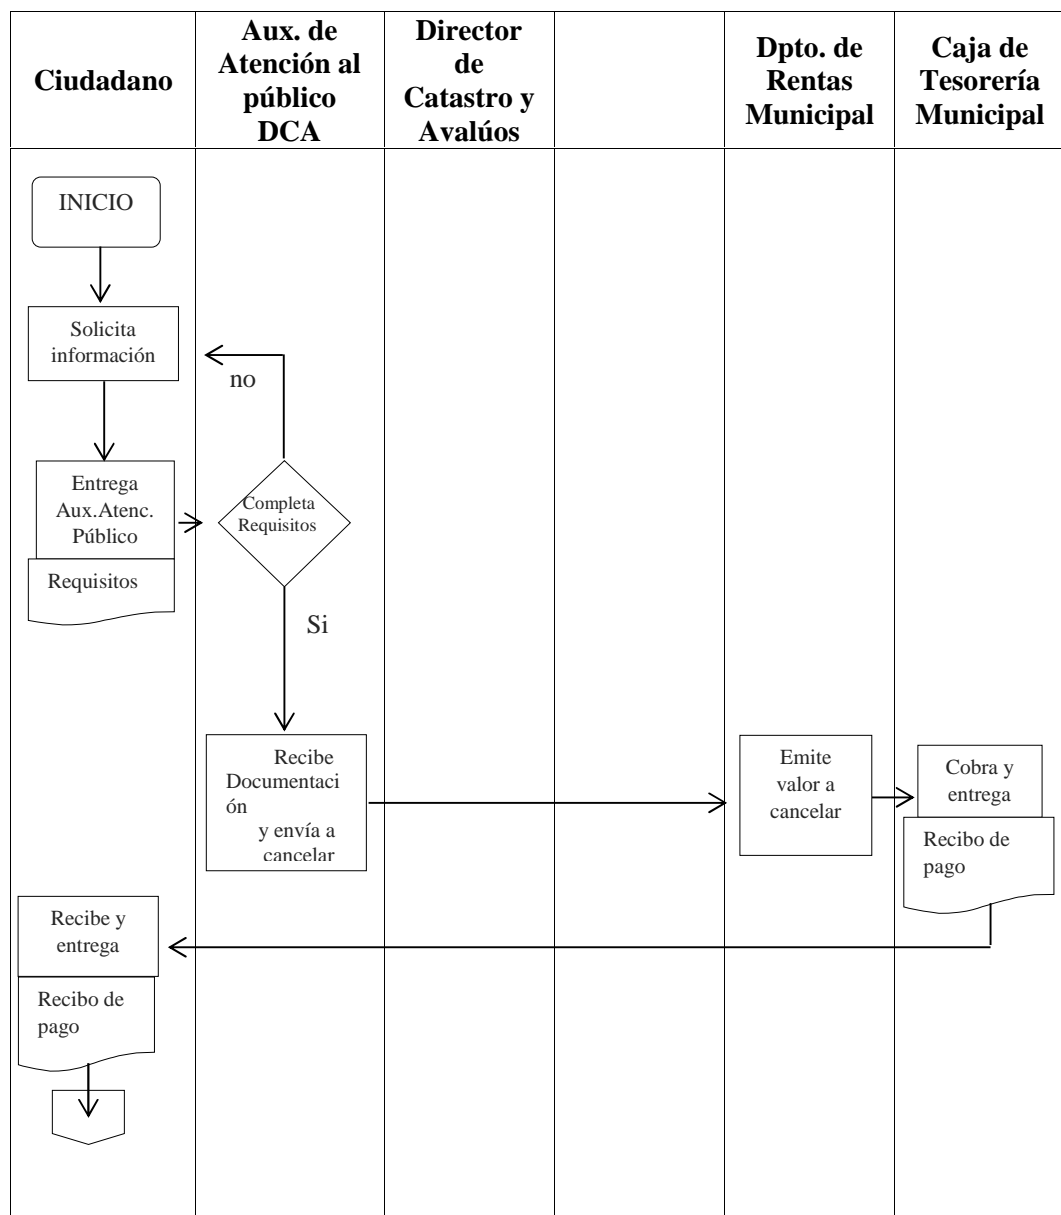 Ciudadano
Aux. de
Atención al
público
DCA
Director
de
Catastro y
Avalúos
Dpto. de
Rentas
Municipal
Caja de
Tesorería
Municipal
INICIO
Solicita
información
no
Entrega
Aux.Atenc.
Público
Requisitos
Completa
Requisitos
Si
Recibe
Documentaci
ón
y envía a
cancelar
Emite
valor a
cancelar
Cobra y
entrega
Recibo de
pago
Recibe y
entrega
Recibo de
pago